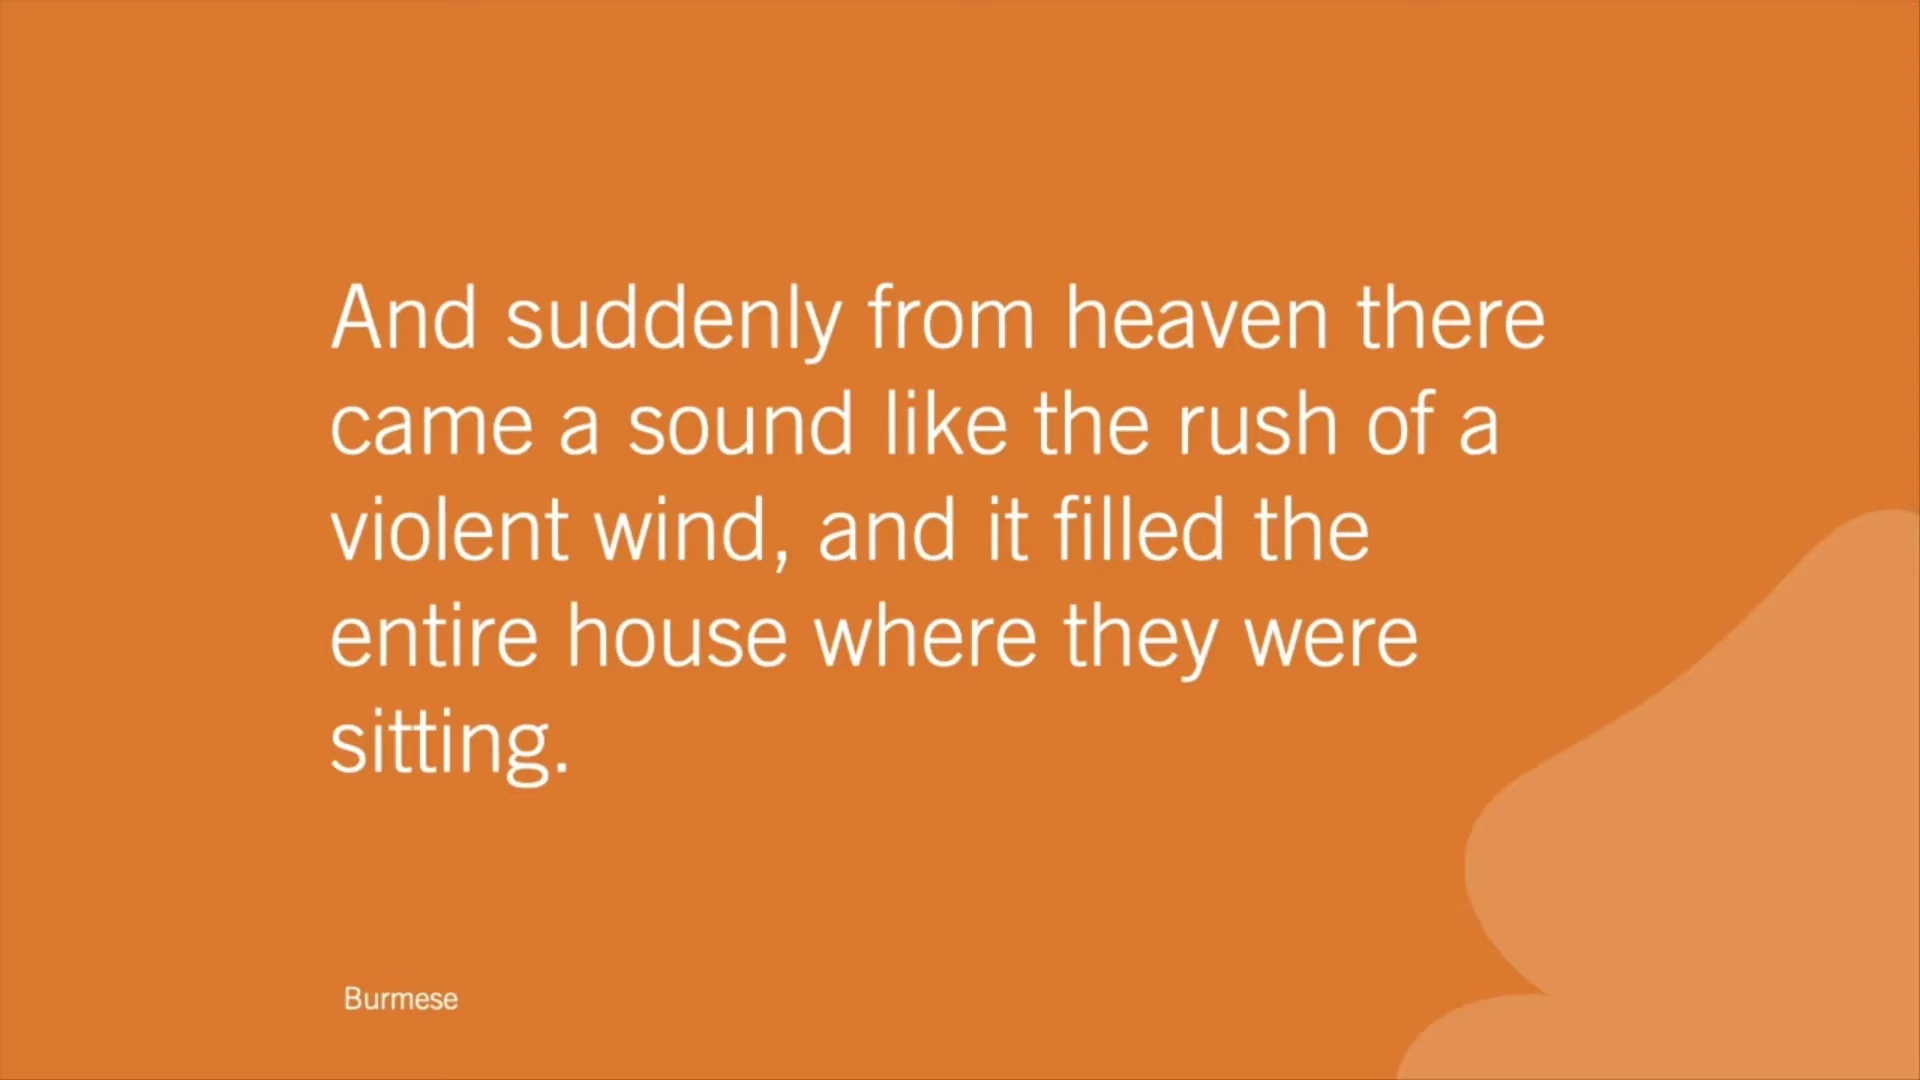 And suddenly from heaven there
came a sound like the rush of a
violent wind, and it filled the
entire house where they were
sitting.
Burmese